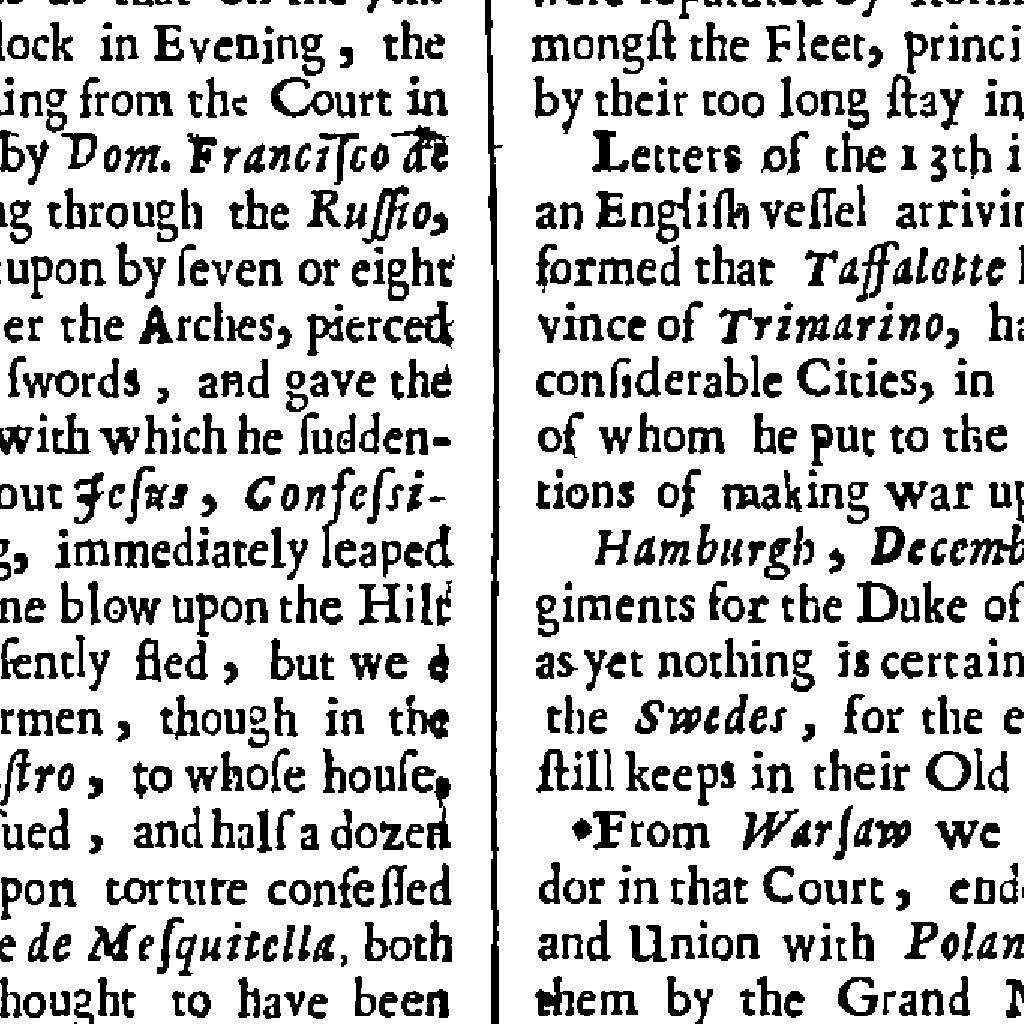 lock in Evening, the
ing from the Court in
by Dom. Franciſco de
ng through the Ruſſio,
upon by ſeven or eight
er the Arches, pierced
ſwords, and gave the
with which he ſudden-
out Jeſus, Confeſsi-
g, immediately leaped
ne blow upon the Hilt
ſently fled, but we
rmen, though in the
ſtro, to whoſe houſe,
ſued, and half a dozen
pon torture confeſſed
e de Meſquitella, both
hought to have been
mongſt the Fleet, princi
by their too long ſtay in
Letters of the 13th i
an Engliſh veſſel arrivin
formed that Taffalette
vince of Trimarino, ha
conſiderable Cities, in
of whom he put to the
tions of making war up
Hamburgh, Decemb
giments for the Duke of
as yet nothing is certain
the Swedes, for the e
ſtill keeps in their Old
From Warſaw we
dor in that Court, ende
and Union with Polan
them by the Grand M